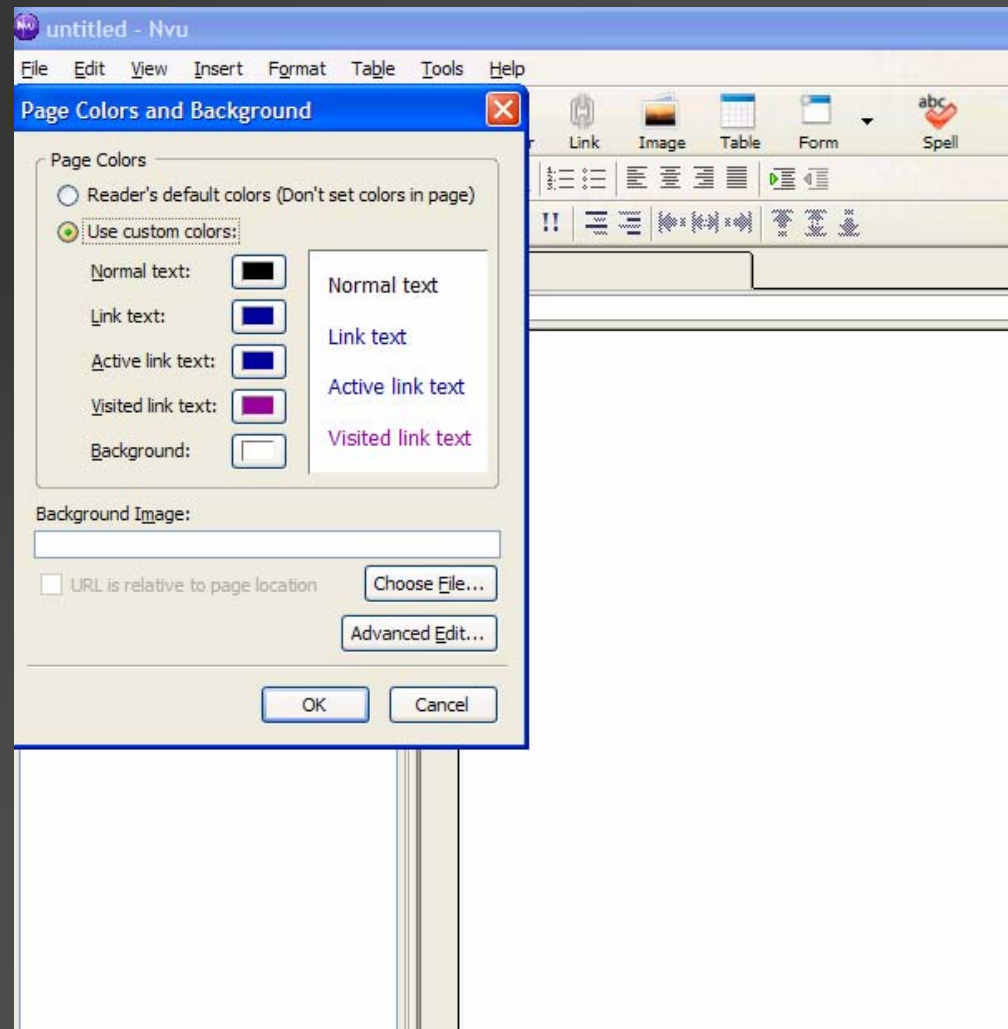 untitled - Nvu
File Edit View Insert Format Table Tools Help
Page Colors and Background
Link Image Table Form Spell
Page Colors
Reader's default colors (Don't set colors in page)
Use custom colors:
Normal text:
Link text:
Active link text:
Visited link text:
Background:
Normal text
Link text
Active link text
Visited link text
Background Image:
URL is relative to page location
Choose File...
Advanced Edit...
OK Cancel